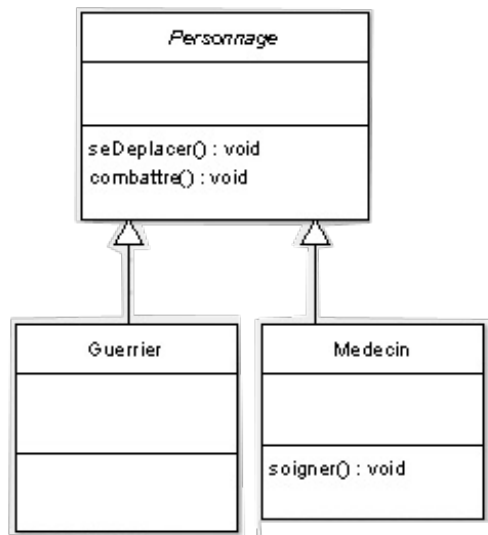 Personnage
seDeplacer() : void
combattre() : void
Guerrier
Medecin
soigner() : void